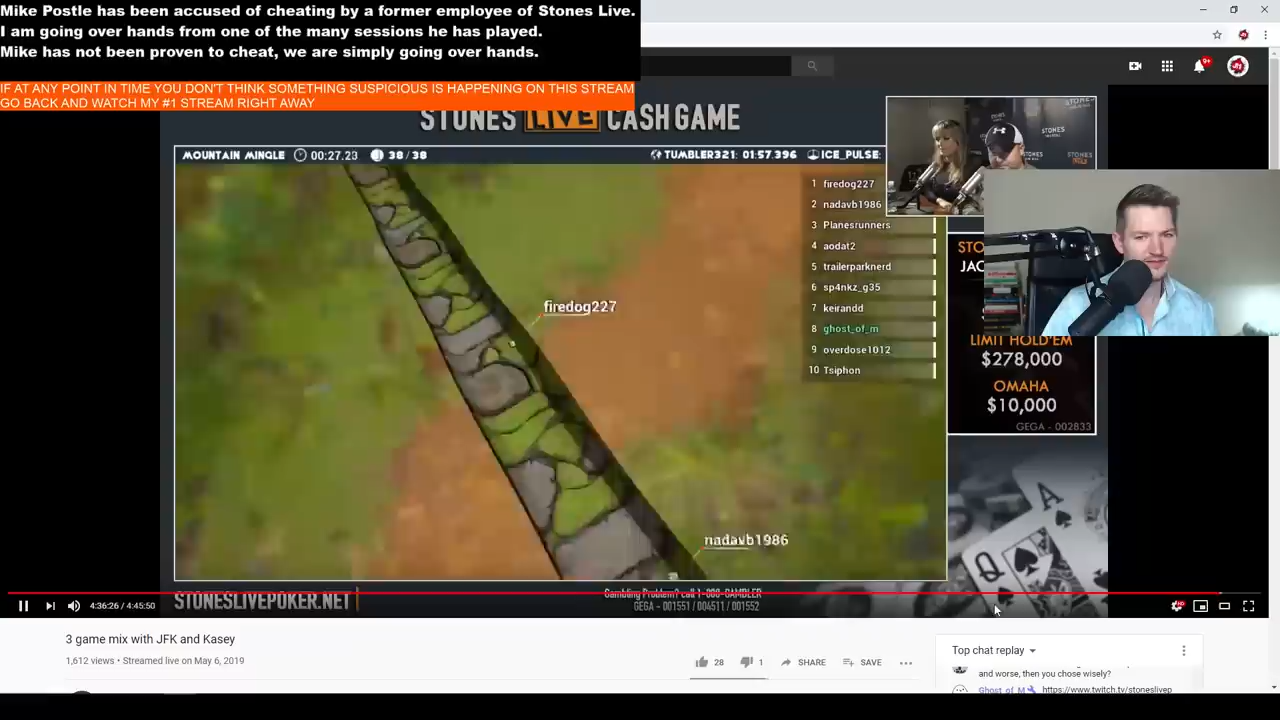 Mike Postle has been accused of cheating by a former employee of Stones Live.
I am going over hands from one of the many sessions he has played.
Mike has not been proven to cheat, we are simply going over hands.
IF AT ANY POINT IN TIME YOU DON'T THINK SOMETHING SUSPICIOUS IS HAPPENING ON THIS STREAM
GO BACK AND WATCH MY #1 STREAM RIGHT AWAY
9+
STONES LIVE CASH GAME
MOUNTAIN MINGLE 00:27.23 38/38 TUMBLER321: 01:57.396 ICE_PULSE:
1 firedog227
2 nadavb1986
3 Planesrunners
4 aodat2
5 trailerparknerd
6 sp4nkz_g35
7 keirandd
8 ghost_of_m
9 overdose1012
10 Tsiphon
firedog227
nadavb1986
STONES
STO
JAC
LIMIT HOLD'EM
$278,000
OMAHA
$10,000
GEGA - 002833
A
Q
4:36:26 / 4:45:50
STONESLIVEPOKER.NET
Gambling Problem? call 1-800-GAMBLER
GEGA - 001551 / 004511 / 001552
HD
3 game mix with JFK and Kasey
1,612 views • Streamed live on May 6, 2019
28 1 SHARE SAVE
Top chat replay
and worse, then you chose wisely?
Ghost_of_M https://www.twitch.tv/stoneslivep